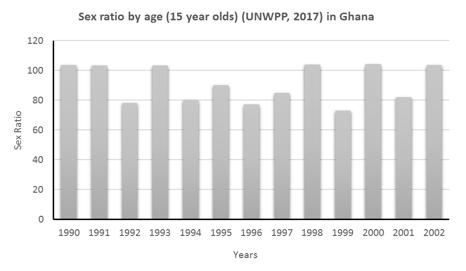 Sex ratio by age (15 year olds) (UNWPP, 2017) in Ghana
120
100
80
60
40
20
0
Sex Ratio
1990 1991 1992 1993 1994 1995 1996 1997 1998 1999 2000 2001 2002
Years